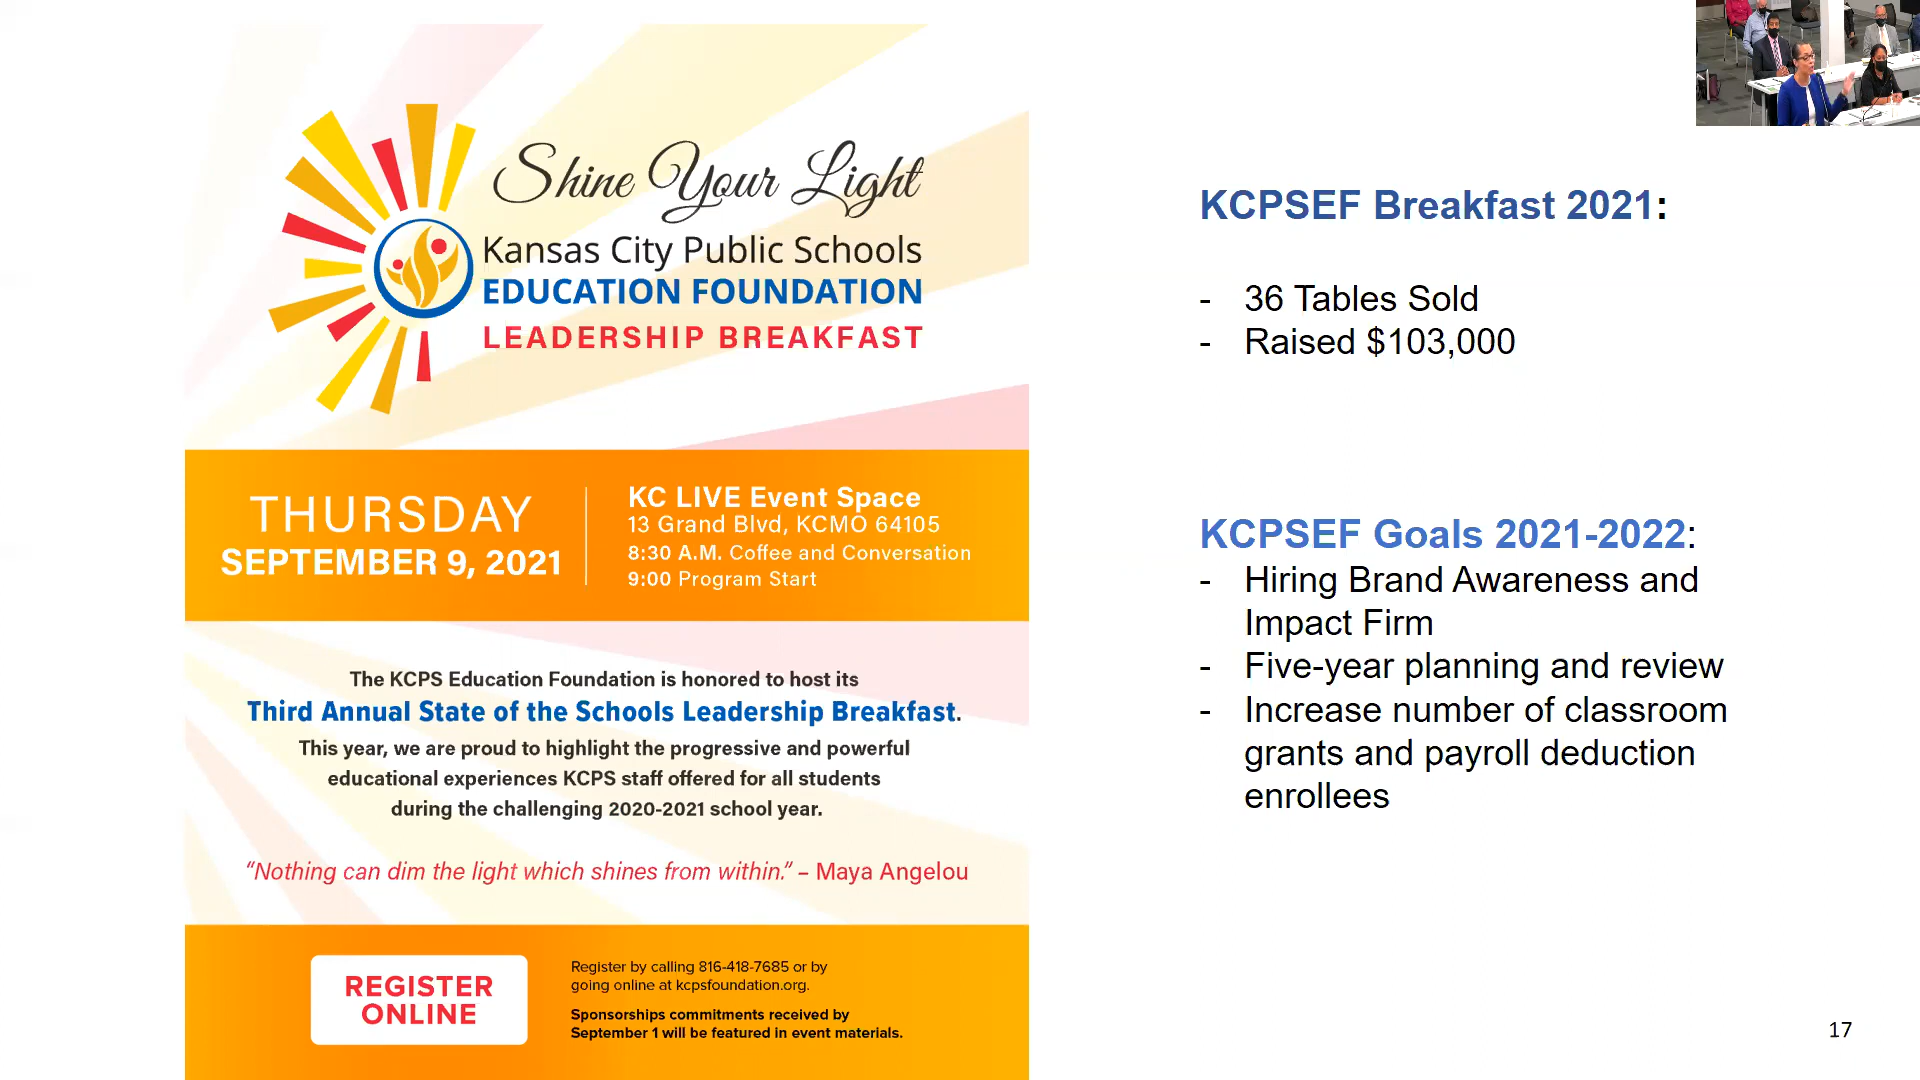 Shine Your Light
Kansas City Public Schools
EDUCATION FOUNDATION
LEADERSHIP BREAKFAST
THURSDAY
SEPTEMBER 9, 2021
KC LIVE Event Space
13 Grand Blvd, KCMO 64105
8:30 A.M. Coffee and Conversation
9:00 Program Start
The KCPS Education Foundation is honored to host its
Third Annual State of the Schools Leadership Breakfast.
This year, we are proud to highlight the progressive and powerful
educational experiences KCPS staff offered for all students
during the challenging 2020-2021 school year.
“Nothing can dim the light which shines from within.” – Maya Angelou
REGISTER
ONLINE
Register by calling 816-418-7685 or by
going online at kcpsfoundation.org.
Sponsorships commitments received by
September 1 will be featured in event materials.
KCPSEF Breakfast 2021:
- 36 Tables Sold
- Raised $103,000
KCPSEF Goals 2021-2022:
- Hiring Brand Awareness and
Impact Firm
- Five-year planning and review
- Increase number of classroom
grants and payroll deduction
enrollees
17